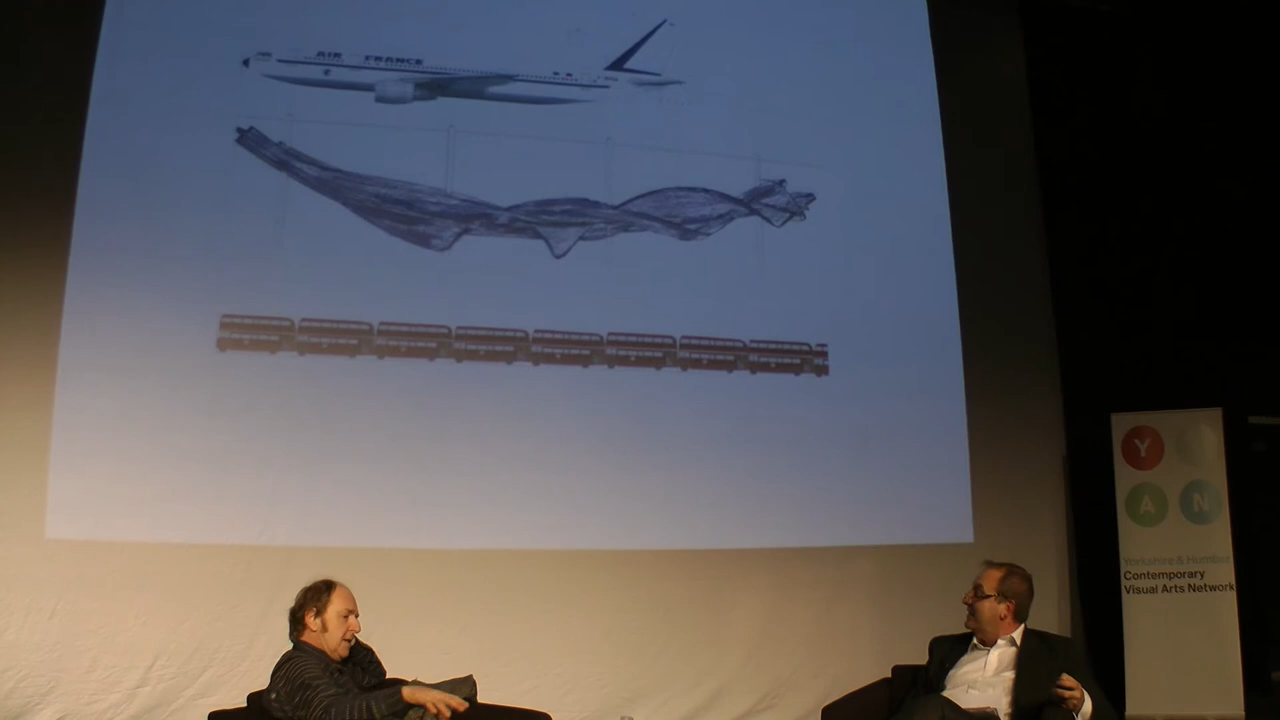 AIR FRANCE
Y
A N
Yorkshire & Humber
Contemporary
Visual Arts Network